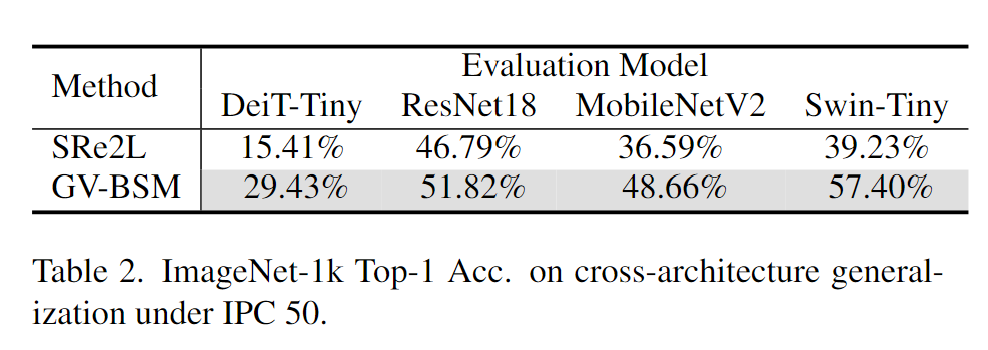 Method Evaluation Model
DeiT-Tiny ResNet18 MobileNetV2 Swin-Tiny
SRe2L 15.41% 46.79% 36.59% 39.23%
GV-BSM 29.43% 51.82% 48.66% 57.40%
Table 2. ImageNet-1k Top-1 Acc. on cross-architecture general-
ization under IPC 50.